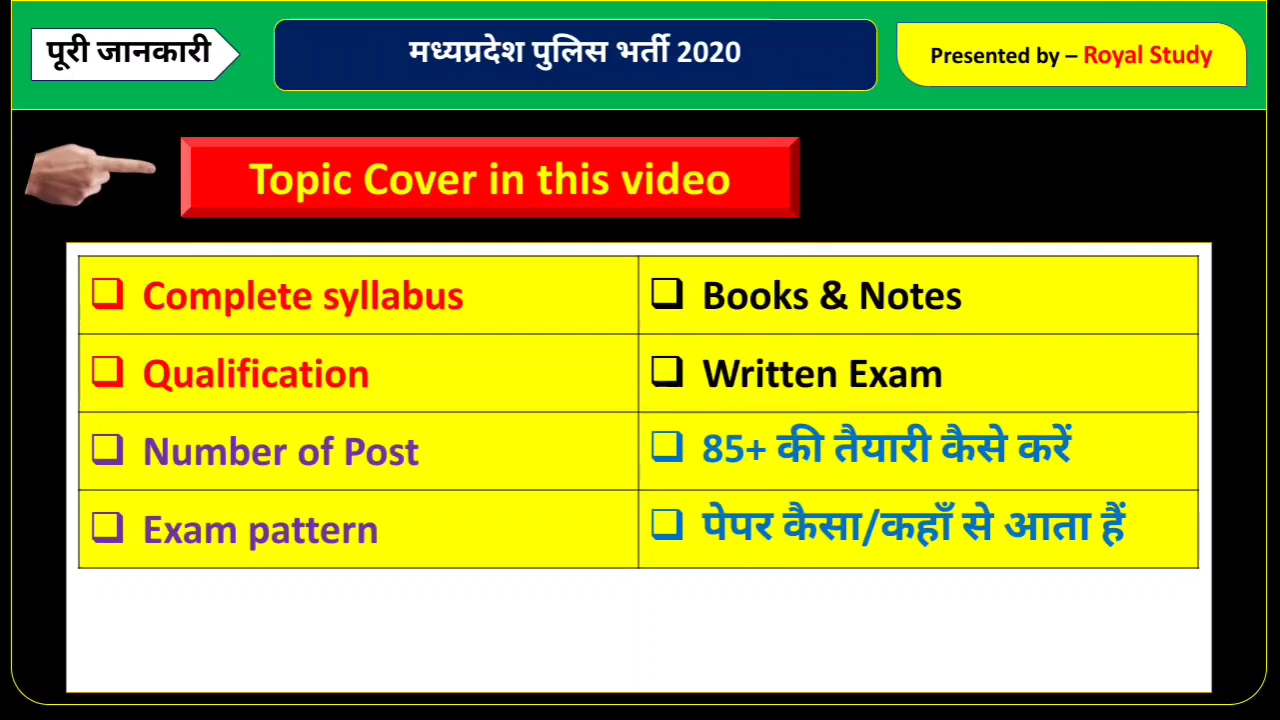 पूरी जानकारी
मध्यप्रदेश पुलिस भर्ती 2020
Presented by – Royal Study
Topic Cover in this video
❑ Complete syllabus
❑ Books & Notes
❑ Qualification
❑ Written Exam
❑ Number of Post
❑ 85+ की तैयारी कैसे करें
❑ Exam pattern
❑ पेपर कैसा/कहाँ से आता हैं